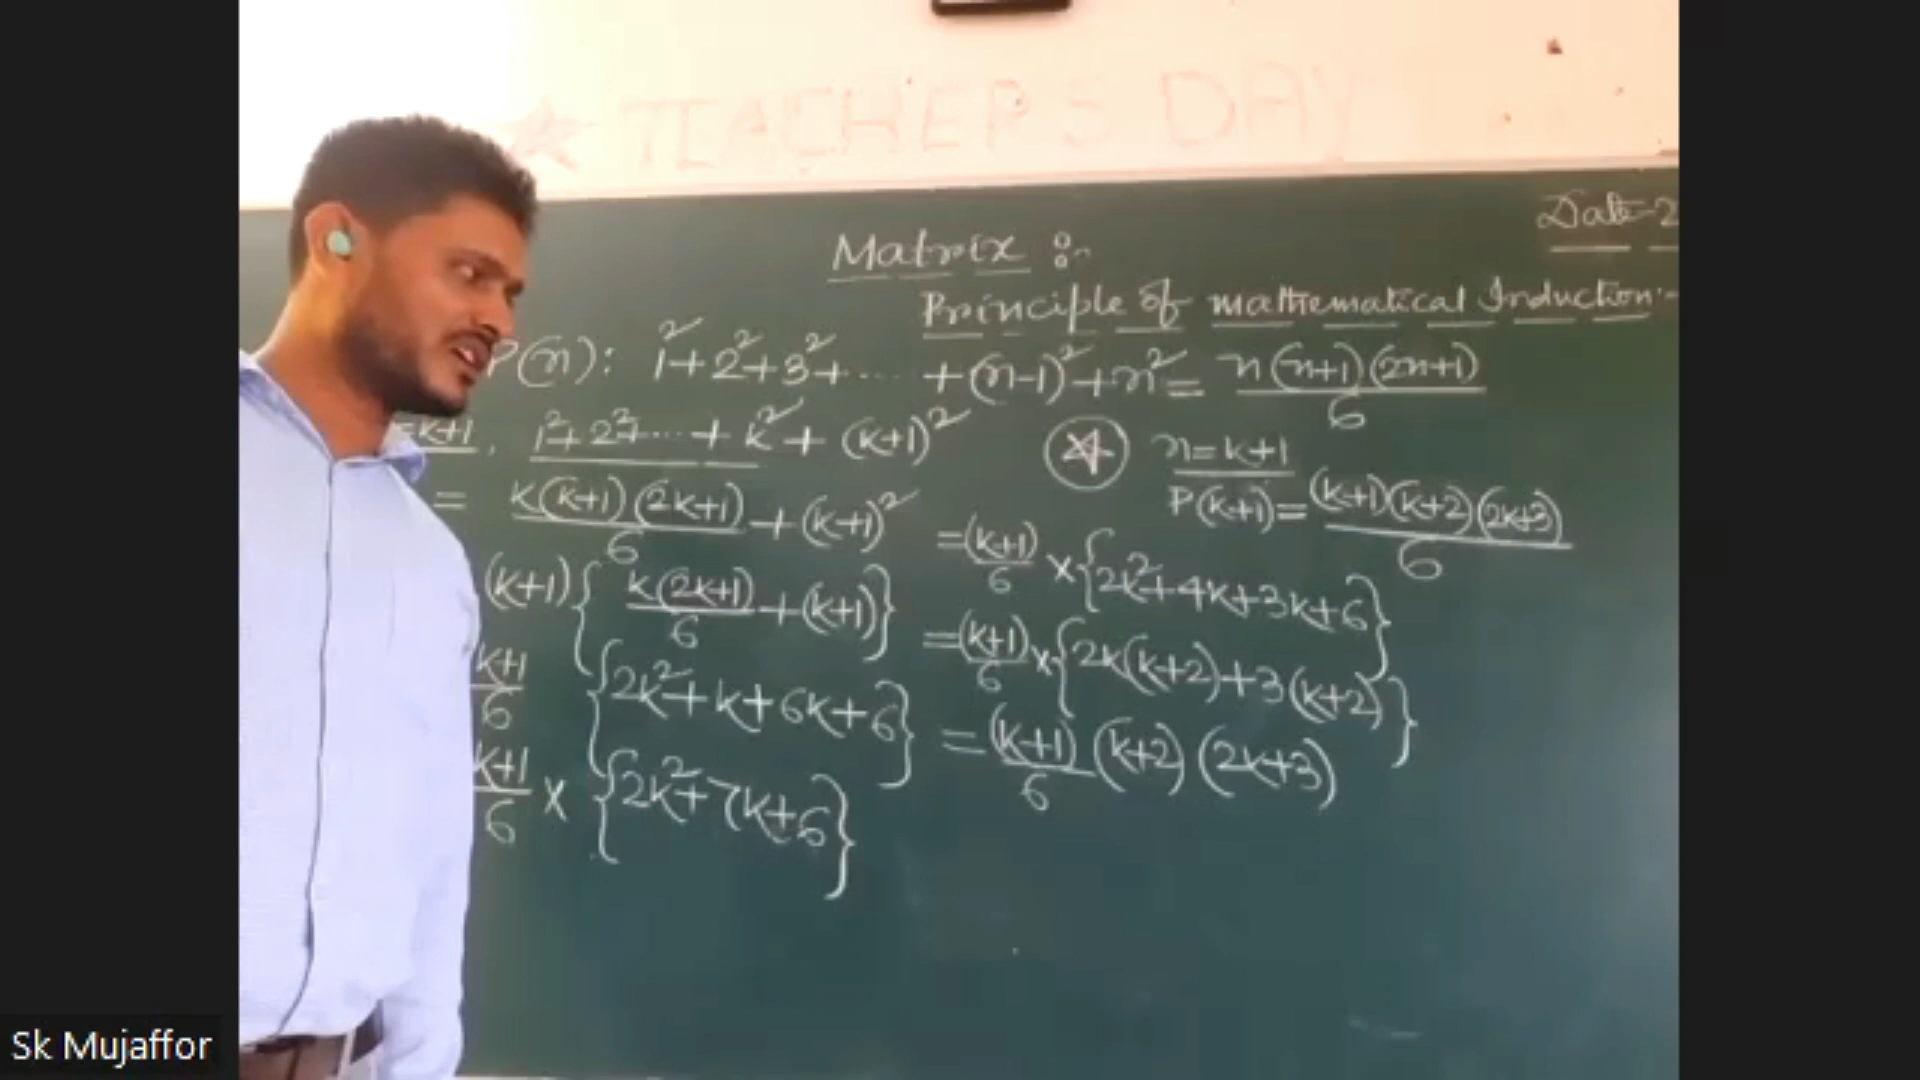 TEACHER'S DAY
Date-2
Matrix :-
Principle of mathematical Induction:-
P(n): 1²+2²+3²+.... +(n-1)²+n²= n(n+1)(2n+1)/6
=k+1, 1²+2²+...+k²+(k+1)²
= k(k+1)(2k+1)/6 +(k+1)²
(k+1){k(2k+1)/6 +(k+1)}
k+1/6 {2k²+k+6k+6}
k+1/6 × {2k²+7k+6}
n=k+1
P(k+1)= (k+1)(k+2)(2k+3)/6
=(k+1)/6 ×{2k²+4k+3k+6}
=(k+1)/6 ×{2k(k+2)+3(k+2)}
=(k+1)/6 (k+2)(2k+3)
Sk Mujaffor